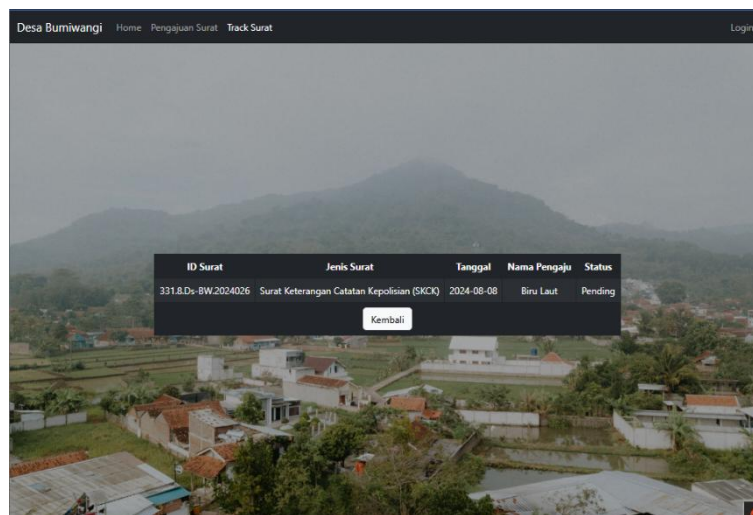 Desa Bumiwangi Home Pengajuan Surat Track Surat Login
ID Surat Jenis Surat Tanggal Nama Pengaju Status
331.8.Ds-BW.2024026 Surat Keterangan Catatan Kepolisian (SKCK) 2024-08-08 Biru Laut Pending
Kembali